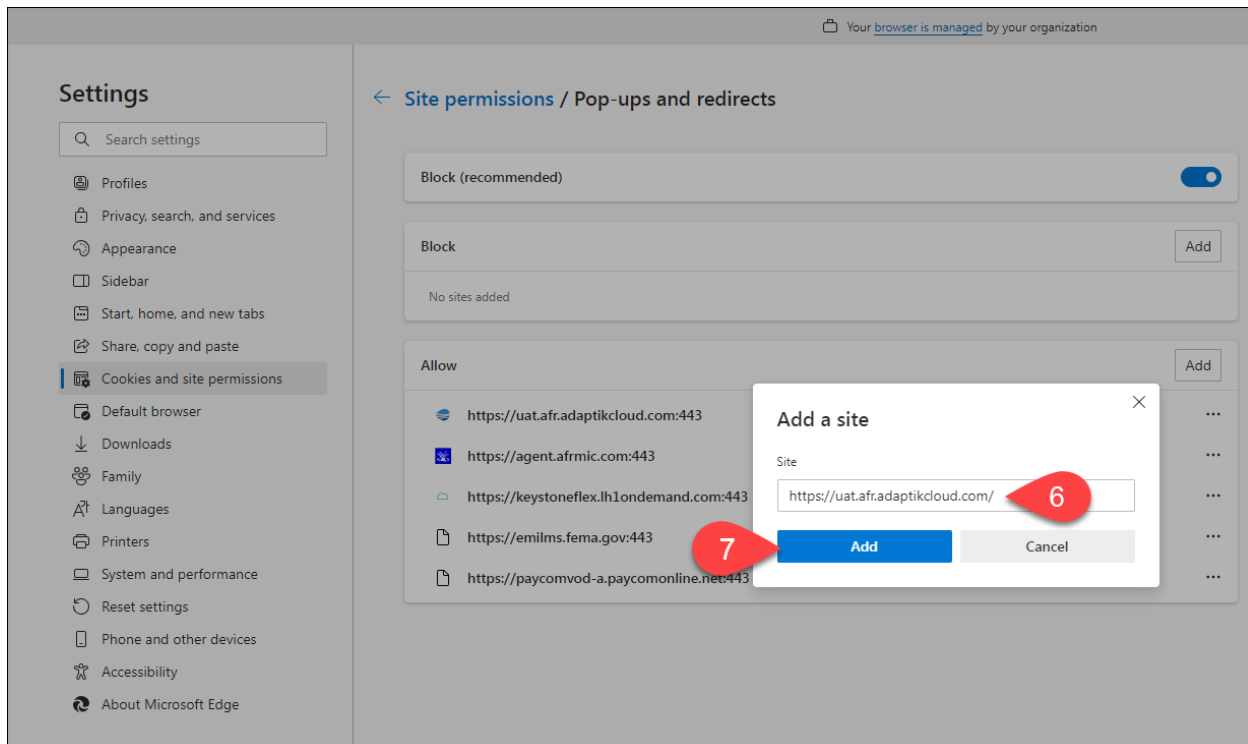 Your browser is managed by your organization
Settings
Search settings
Profiles
Privacy, search, and services
Appearance
Sidebar
Start, home, and new tabs
Share, copy and paste
Cookies and site permissions
Default browser
Downloads
Family
Languages
Printers
System and performance
Reset settings
Phone and other devices
Accessibility
About Microsoft Edge
Site permissions / Pop-ups and redirects
Block (recommended)
Block
Add
No sites added
Allow
Add
https://uat.afr.adaptikcloud.com:443
https://agent.afrmic.com:443
https://keystoneflex.lh1ondemand.com:443
https://emilms.fema.gov:443
https://paycomvod-a.paycomonline.net:443
Add a site
Site
https://uat.afr.adaptikcloud.com/
6
7
Add
Cancel